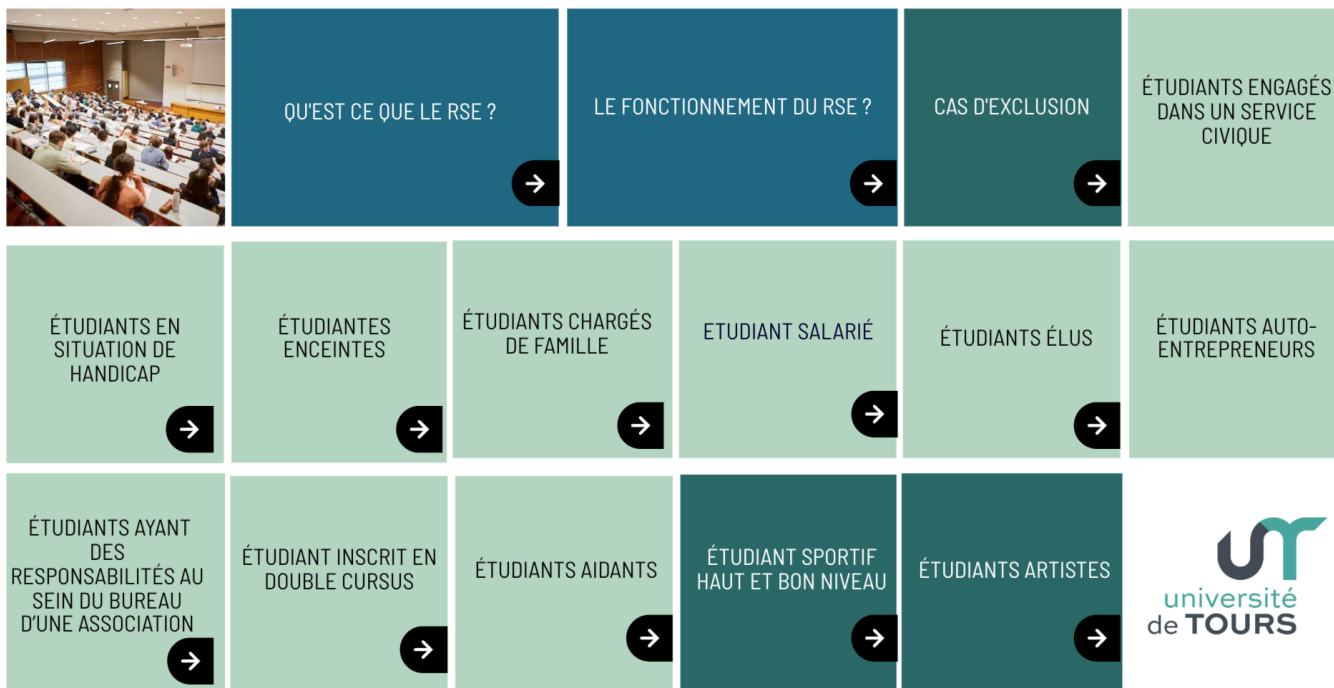 QU'EST CE QUE LE RSE ?
LE FONCTIONNEMENT DU RSE ?
CAS D'EXCLUSION
ÉTUDIANTS ENGAGÉS
DANS UN SERVICE
CIVIQUE
ÉTUDIANTS EN
SITUATION DE
HANDICAP
ÉTUDIANTES
ENCEINTES
ÉTUDIANTS CHARGÉS
DE FAMILLE
ETUDIANT SALARIÉ
ÉTUDIANTS ÉLUS
ÉTUDIANTS AUTO-
ENTREPRENEURS
ÉTUDIANTS AYANT
DES
RESPONSABILITÉS AU
SEIN DU BUREAU
D'UNE ASSOCIATION
ÉTUDIANT INSCRIT EN
DOUBLE CURSUS
ÉTUDIANTS AIDANTS
ÉTUDIANT SPORTIF
HAUT ET BON NIVEAU
ÉTUDIANTS ARTISTES
UT
université
de TOURS